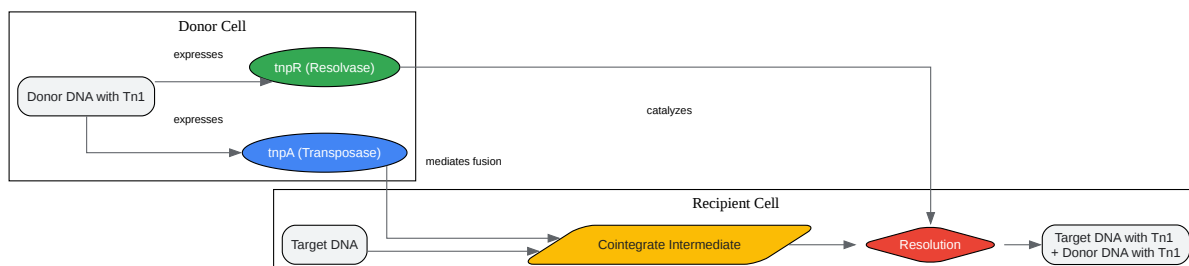 Donor Cell
expresses
tnpR (Resolvase)
Donor DNA with Tn1
expresses
catalyzes
tnpA (Transposase)
mediates fusion
Recipient Cell
Target DNA
Cointegrate Intermediate
Resolution
Target DNA with Tn1
+ Donor DNA with Tn1